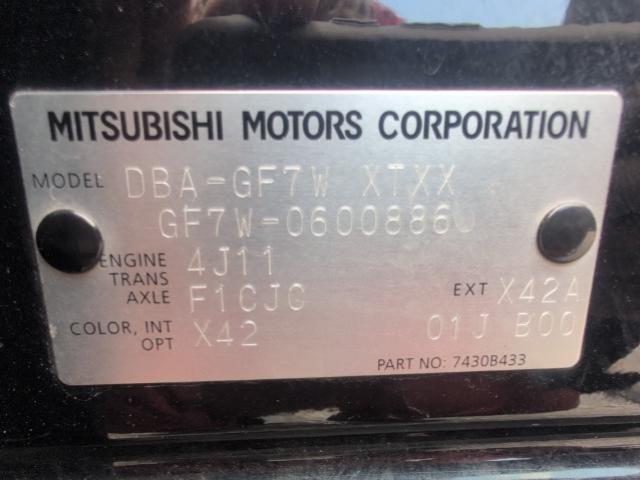 MITSUBISHI MOTORS CORPORATION
MODEL DBA-GF7W XTXX
GF7W-0600886
ENGINE 4J11
TRANS
AXLE F1CJC EXT X42A
COLOR, INT X42 01J B00
OPT
PART NO: 7430B433